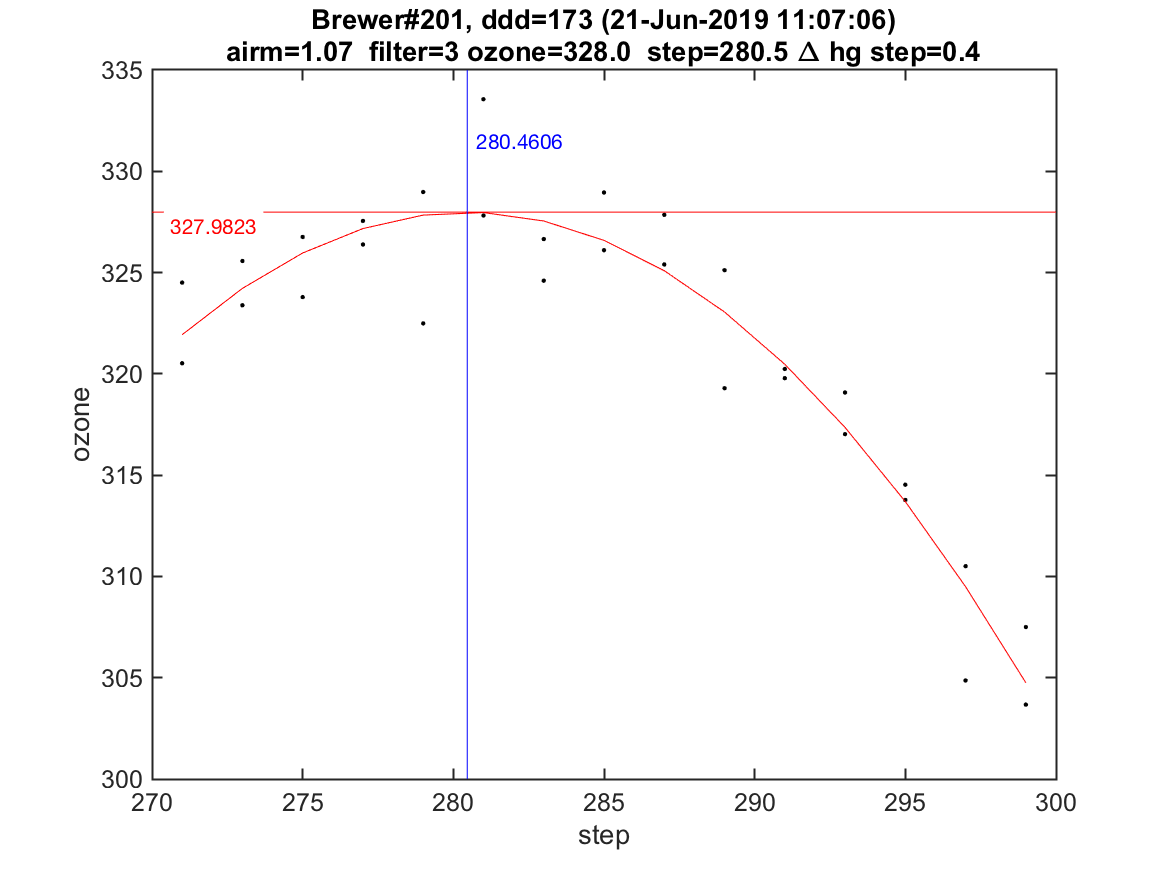 Brewer#201, ddd=173 (21-Jun-2019 11:07:06)
airm=1.07 filter=3 ozone=328.0 step=280.5 Δ hg step=0.4
335
330
325
320
315
310
305
300
ozone
280.4606
327.9823
270 275 280 285 290 295 300
step